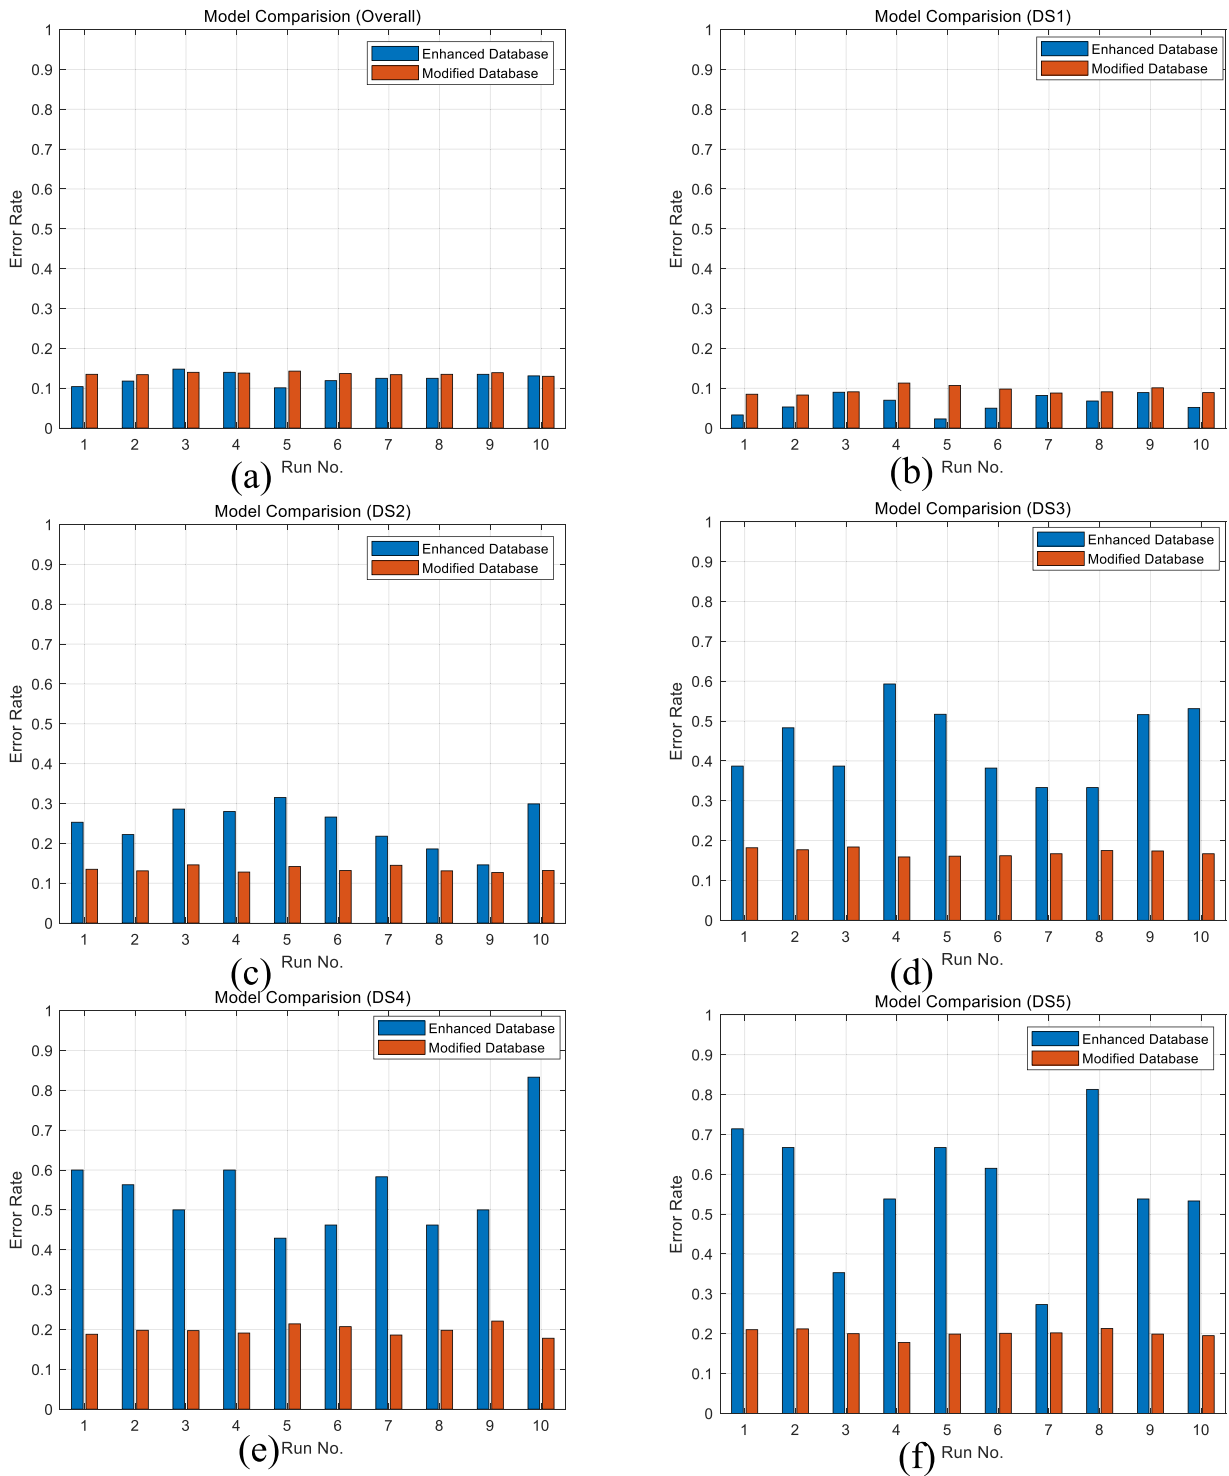 Model Comparision (Overall)
Enhanced Database
Modified Database
1
0.9
0.8
0.7
0.6
0.5
0.4
0.3
0.2
0.1
0
Error Rate
1 2 3 4 5 6 7 8 9 10
Run No.
(a)
Model Comparision (DS1)
Enhanced Database
Modified Database
1
0.9
0.8
0.7
0.6
0.5
0.4
0.3
0.2
0.1
0
Error Rate
1 2 3 4 5 6 7 8 9 10
Run No.
(b)
Model Comparision (DS2)
Enhanced Database
Modified Database
1
0.9
0.8
0.7
0.6
0.5
0.4
0.3
0.2
0.1
0
Error Rate
1 2 3 4 5 6 7 8 9 10
Run No.
(c)
Model Comparision (DS3)
Enhanced Database
Modified Database
1
0.9
0.8
0.7
0.6
0.5
0.4
0.3
0.2
0.1
0
Error Rate
1 2 3 4 5 6 7 8 9 10
Run No.
(d)
Model Comparision (DS4)
Enhanced Database
Modified Database
1
0.9
0.8
0.7
0.6
0.5
0.4
0.3
0.2
0.1
0
Error Rate
1 2 3 4 5 6 7 8 9 10
Run No.
(e)
Model Comparision (DS5)
Enhanced Database
Modified Database
1
0.9
0.8
0.7
0.6
0.5
0.4
0.3
0.2
0.1
0
Error Rate
1 2 3 4 5 6 7 8 9 10
Run No.
(f)